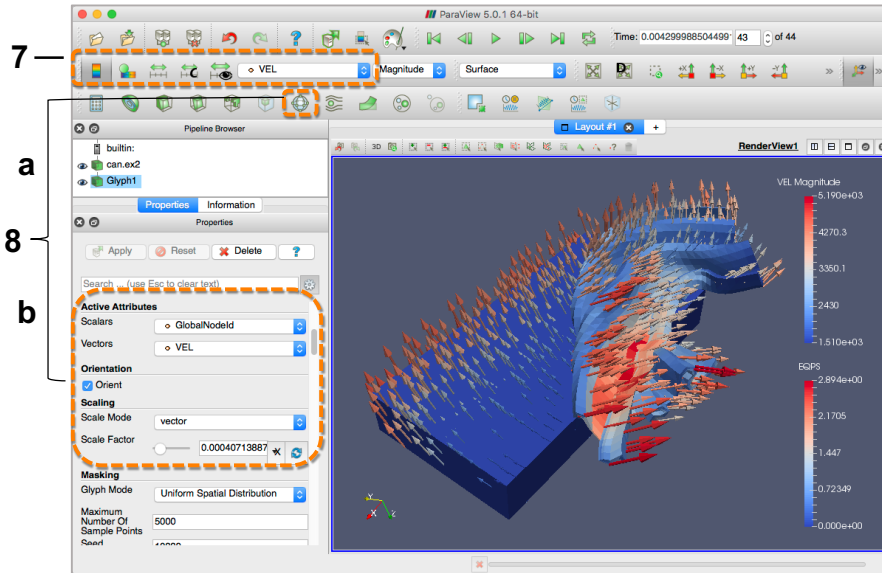 ParaView 5.0.1 64-bit
Time: 0.004299988504499 43 of 44
7
VEL Magnitude Surface
Layout #1 +
Pipeline Browser
3D RenderView1
builtin:
a
can.ex2
Glyph1
Properties Information
Properties
8
Apply Reset Delete ?
Search ... (use Esc to clear text)
b
Active Attributes
Scalars GlobalNodeId
Vectors VEL
Orientation
Orient
Scaling
Scale Mode vector
Scale Factor 0.00040713887
Masking
Glyph Mode Uniform Spatial Distribution
Maximum
Number Of 5000
Sample Points
VEL Magnitude
5.190e+03
4270.3
3350.1
2430
1.510e+03
EQPS
2.894e+00
2.1705
1.447
0.72349
0.000e+00
Y
X Z